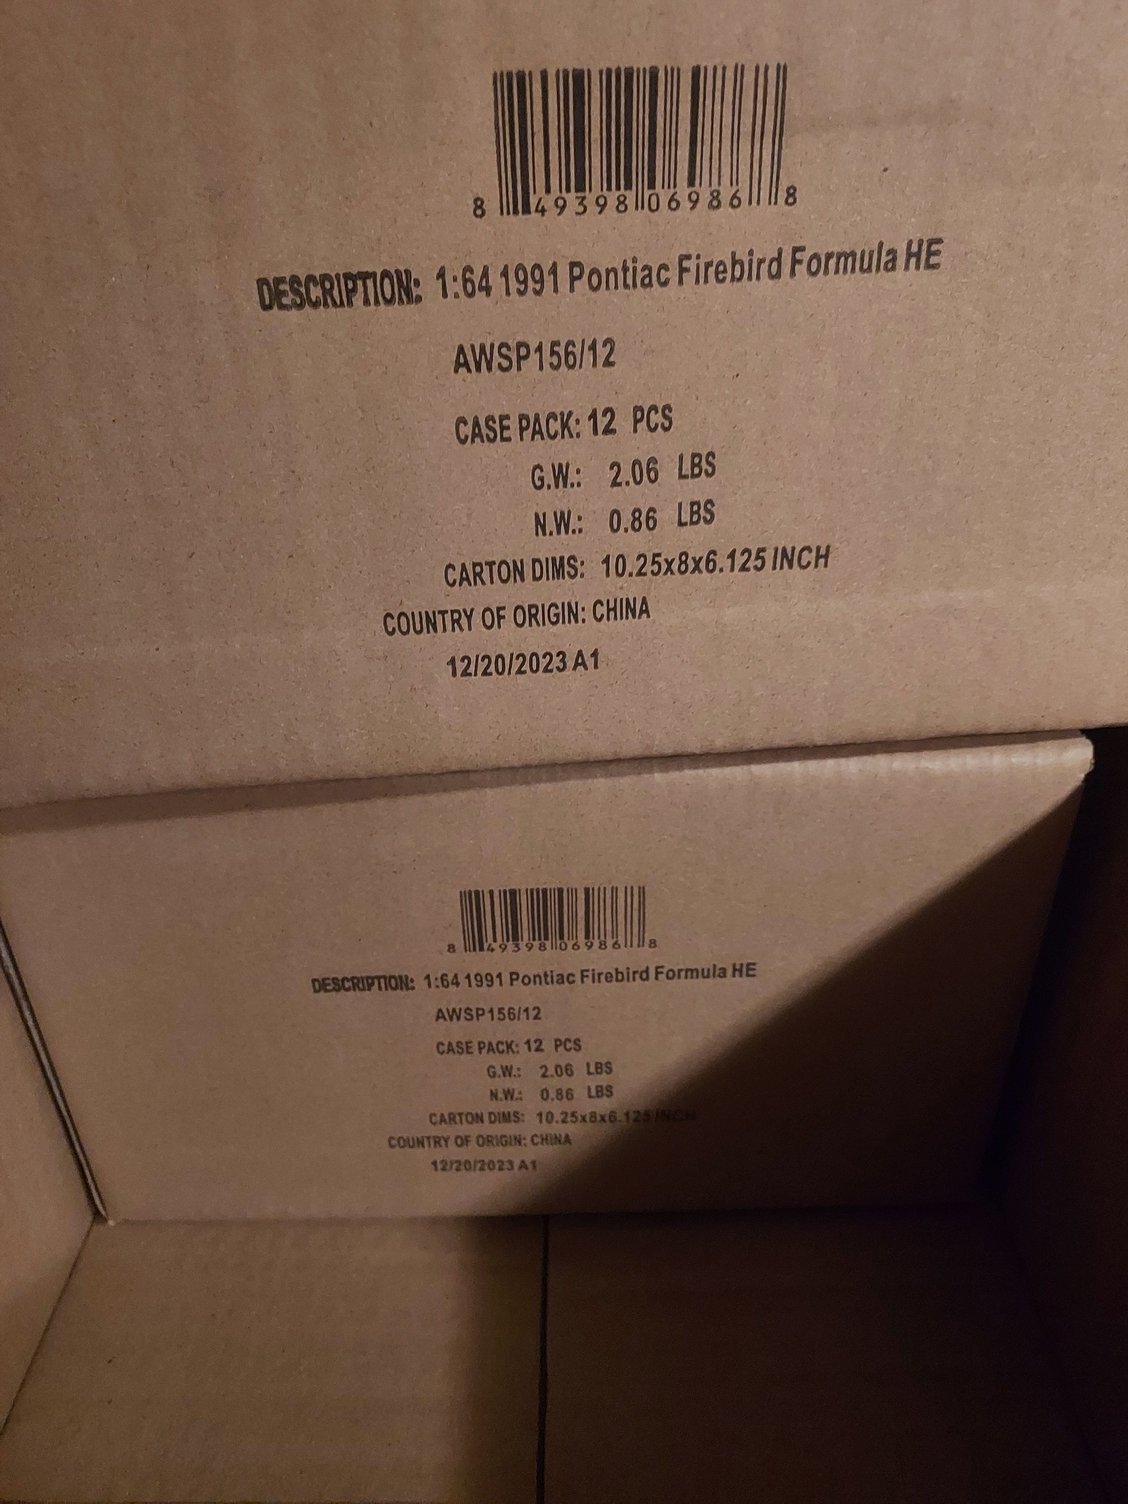 8 49398 06986 8
DESCRIPTION: 1:64 1991 Pontiac Firebird Formula HE
AWSP156/12
CASE PACK: 12 PCS
G.W.: 2.06 LBS
N.W.: 0.86 LBS
CARTON DIMS: 10.25x8x6.125 INCH
COUNTRY OF ORIGIN: CHINA
12/20/2023 A1
8 49398 06986 8
DESCRIPTION: 1:64 1991 Pontiac Firebird Formula HE
AWSP156/12
CASE PACK: 12 PCS
G.W.: 2.06 LBS
N.W.: 0.86 LBS
CARTON DIMS: 10.25x8x6.125 INCH
COUNTRY OF ORIGIN: CHINA
12/20/2023 A1